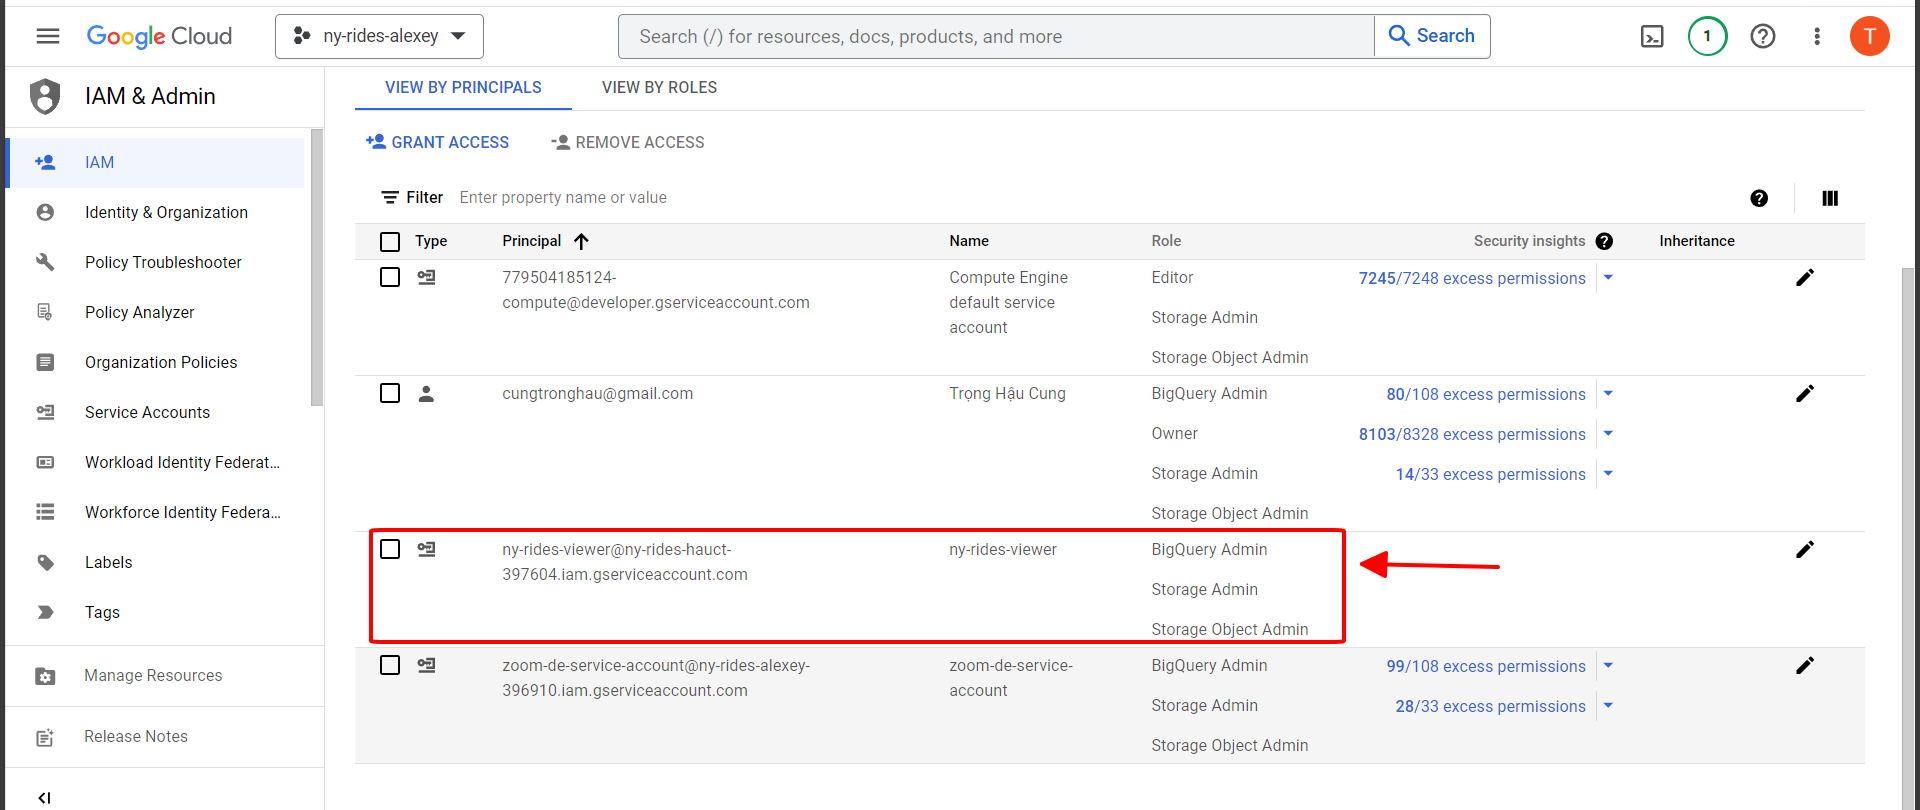 Google Cloud
ny-rides-alexey
Search (/) for resources, docs, products, and more
Search
1
T
IAM & Admin
IAM
Identity & Organization
Policy Troubleshooter
Policy Analyzer
Organization Policies
Service Accounts
Workload Identity Federat...
Workforce Identity Federa...
Labels
Tags
Manage Resources
Release Notes
VIEW BY PRINCIPALS
VIEW BY ROLES
GRANT ACCESS
REMOVE ACCESS
Filter
Enter property name or value
Type
Principal
Name
Role
Security insights
Inheritance
779504185124-
compute@developer.gserviceaccount.com
Compute Engine
default service
account
Editor
7245/7248 excess permissions
Storage Admin
Storage Object Admin
cungtronghau@gmail.com
Trọng Hậu Cung
BigQuery Admin
80/108 excess permissions
Owner
8103/8328 excess permissions
Storage Admin
14/33 excess permissions
Storage Object Admin
ny-rides-viewer@ny-rides-hauct-
397604.iam.gserviceaccount.com
ny-rides-viewer
BigQuery Admin
Storage Admin
Storage Object Admin
zoom-de-service-account@ny-rides-alexey-
396910.iam.gserviceaccount.com
zoom-de-service-
account
BigQuery Admin
99/108 excess permissions
Storage Admin
28/33 excess permissions
Storage Object Admin